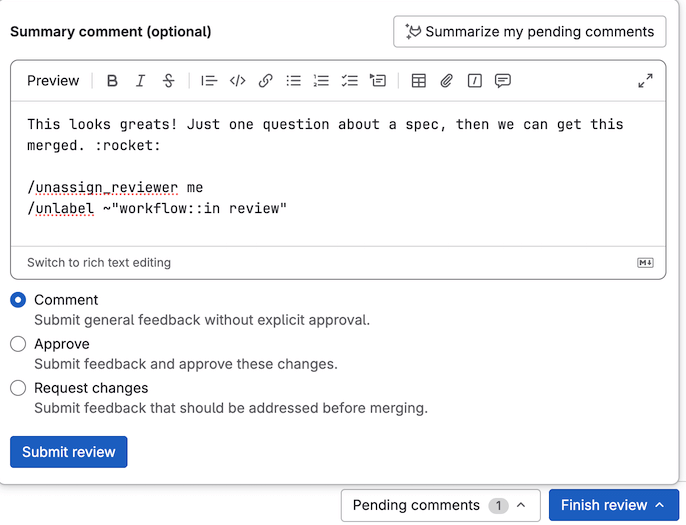 Summary comment (optional)
Summarize my pending comments
Preview
This looks greats! Just one question about a spec, then we can get this
merged. :rocket:
/unassign_reviewer me
/unlabel ~"workflow::in review"
Switch to rich text editing
Comment
Submit general feedback without explicit approval.
Approve
Submit feedback and approve these changes.
Request changes
Submit feedback that should be addressed before merging.
Submit review
Pending comments 1
Finish review